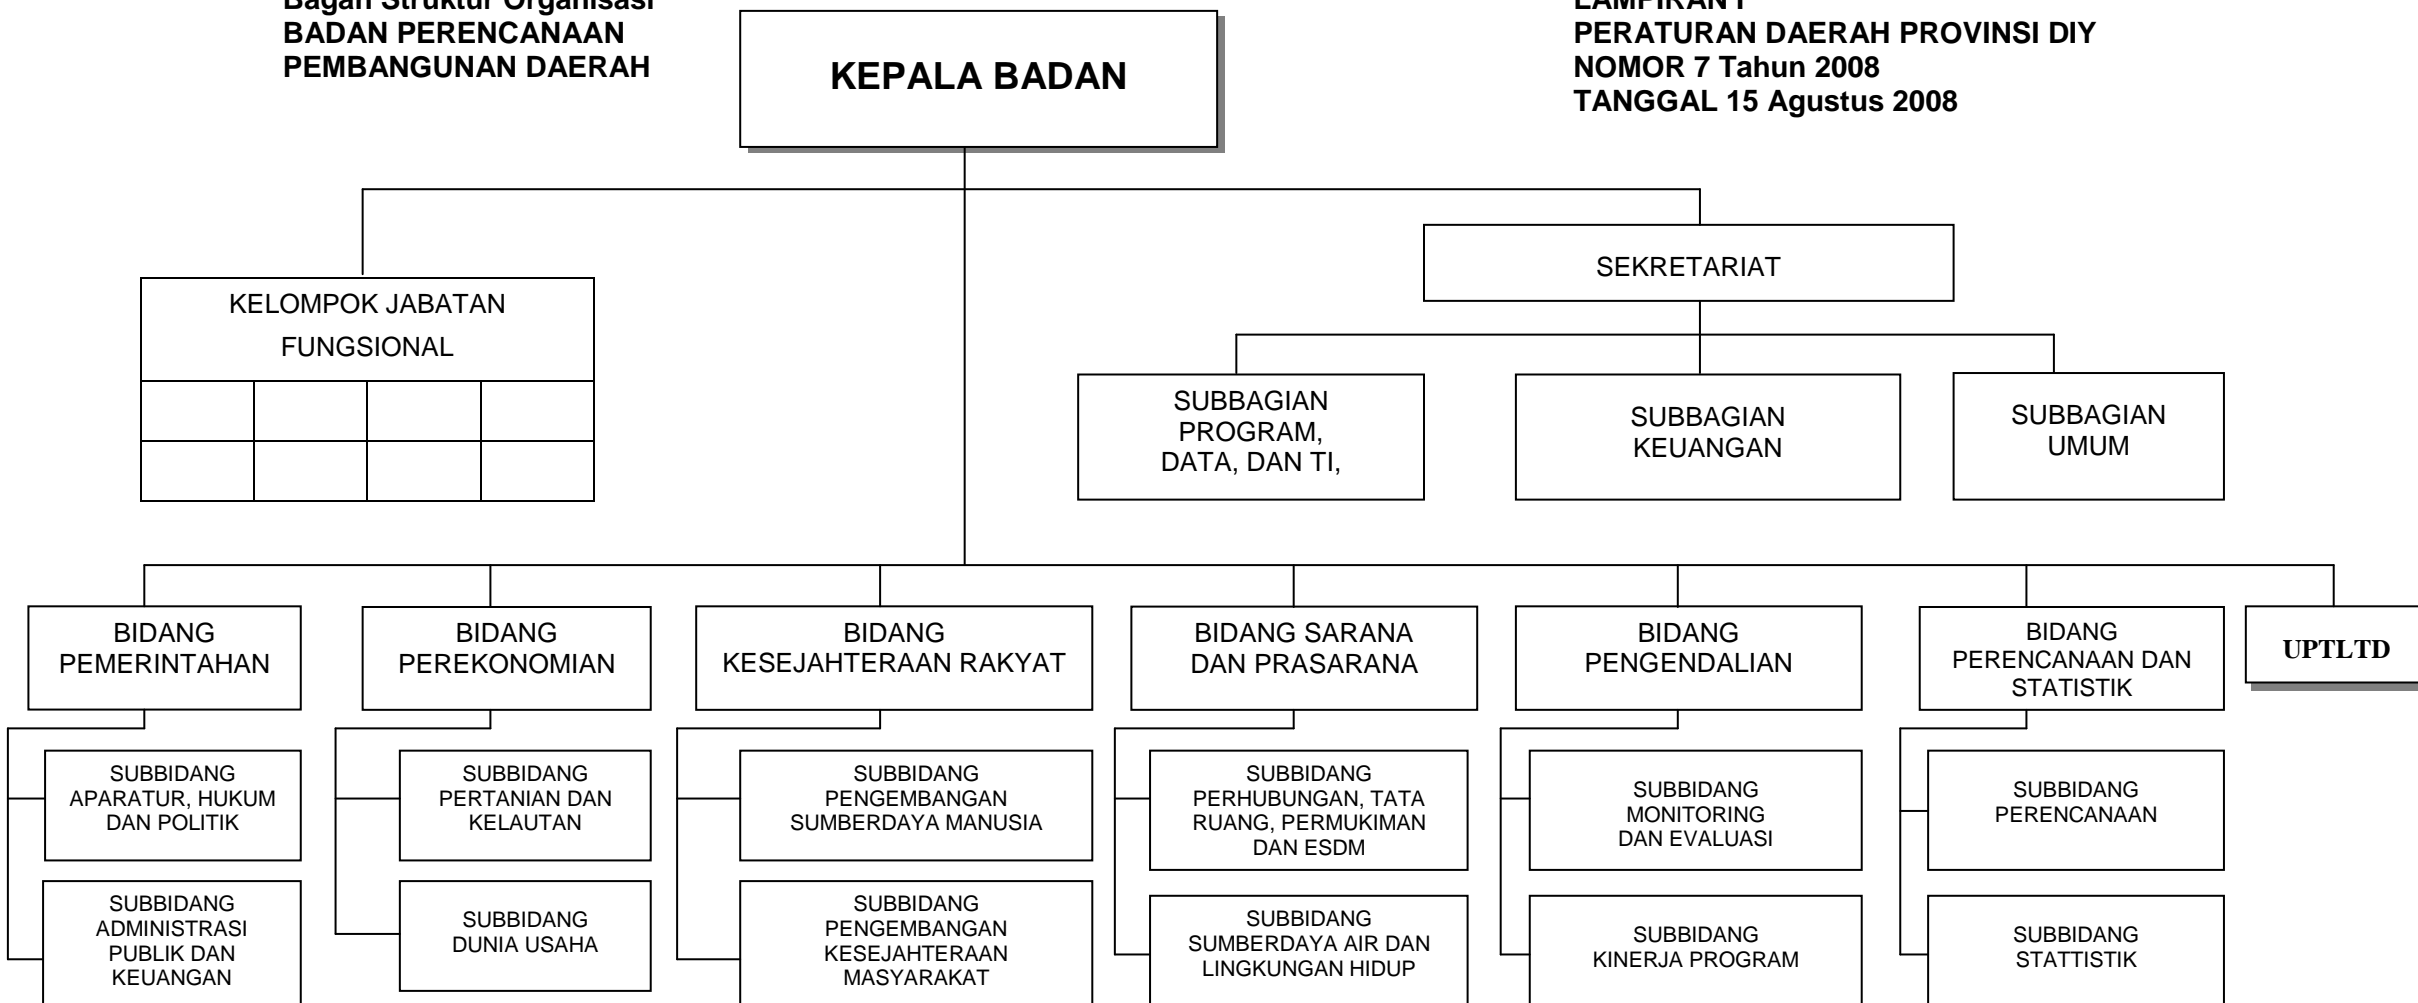 Bagan Struktur Organisasi
BADAN PERENCANAAN
PEMBANGUNAN DAERAH
LAMPIRAN I
PERATURAN DAERAH PROVINSI DIY
NOMOR 7 Tahun 2008
TANGGAL 15 Agustus 2008
KEPALA BADAN
KELOMPOK JABATAN
FUNGSIONAL
SEKRETARIAT
SUBBAGIAN
PROGRAM,
DATA, DAN TI,
SUBBAGIAN
KEUANGAN
SUBBAGIAN
UMUM
BIDANG
PEMERINTAHAN
BIDANG
PEREKONOMIAN
BIDANG
KESEJAHTERAAN RAKYAT
BIDANG SARANA
DAN PRASARANA
BIDANG
PENGENDALIAN
BIDANG
PERENCANAAN DAN
STATISTIK
UPTLTD
SUBBIDANG
APARATUR, HUKUM
DAN POLITIK
SUBBIDANG
PERTANIAN DAN
KELAUTAN
SUBBIDANG
PENGEMBANGAN
SUMBERDAYA MANUSIA
SUBBIDANG
PERHUBUNGAN, TATA
RUANG, PERMUKIMAN
DAN ESDM
SUBBIDANG
MONITORING
DAN EVALUASI
SUBBIDANG
PERENCANAAN
SUBBIDANG
ADMINISTRASI
PUBLIK DAN
KEUANGAN
SUBBIDANG
DUNIA USAHA
SUBBIDANG
PENGEMBANGAN
KESEJAHTERAAN
MASYARAKAT
SUBBIDANG
SUMBERDAYA AIR DAN
LINGKUNGAN HIDUP
SUBBIDANG
KINERJA PROGRAM
SUBBIDANG
STATTISTIK